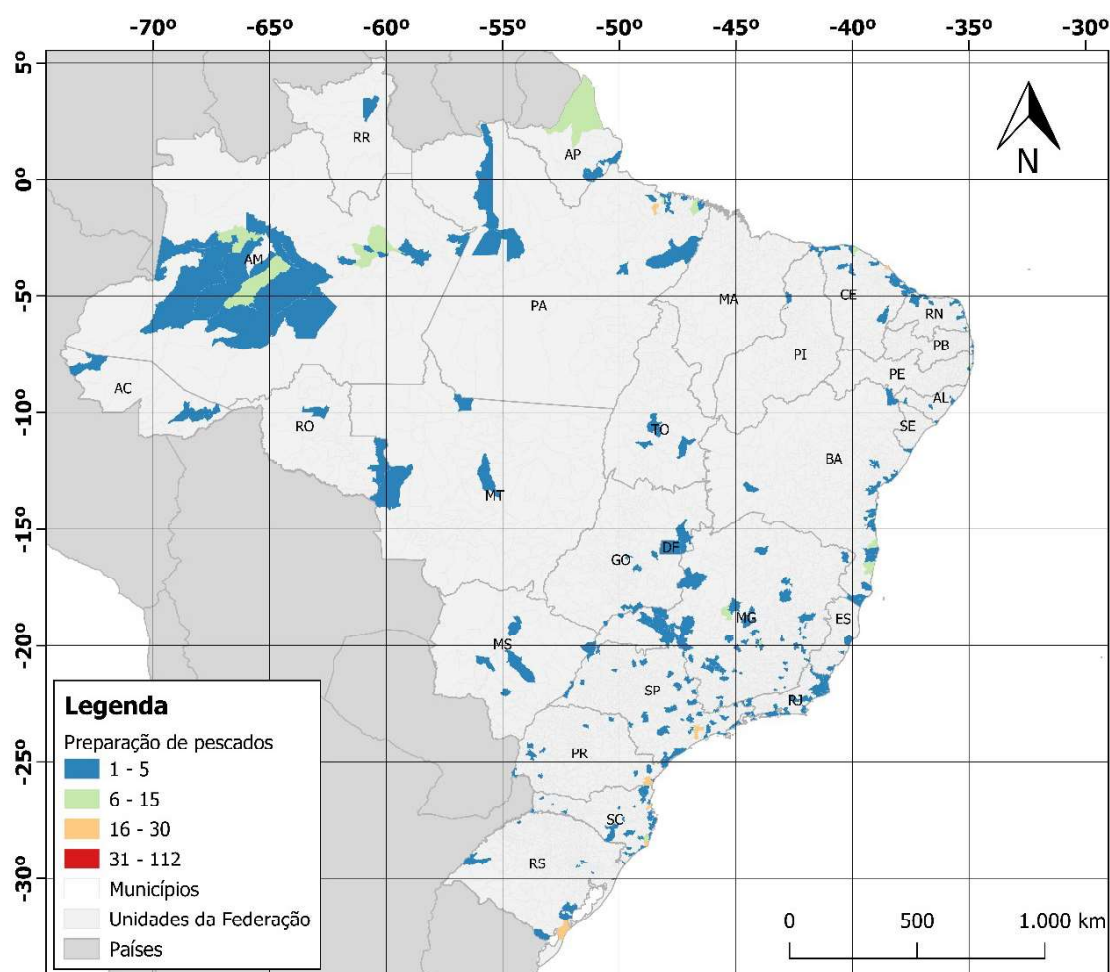 -70º -65º -60º -55º -50º -45º -40º -35º -30º
5º
N
RR
AP
0º
AM
-5º
PA
MA
CE
RN
PI
PB
PE
AC
AL
-10º
RO
TO
SE
BA
MT
-15º
DF
GO
MG
ES
-20º
MS
SP
RJ
Legenda
Preparação de pescados
1 - 5
6 - 15
16 - 30
31 - 112
Municípios
Unidades da Federação
Países
PR
-25º
SC
RS
-30º
0 500 1.000 km